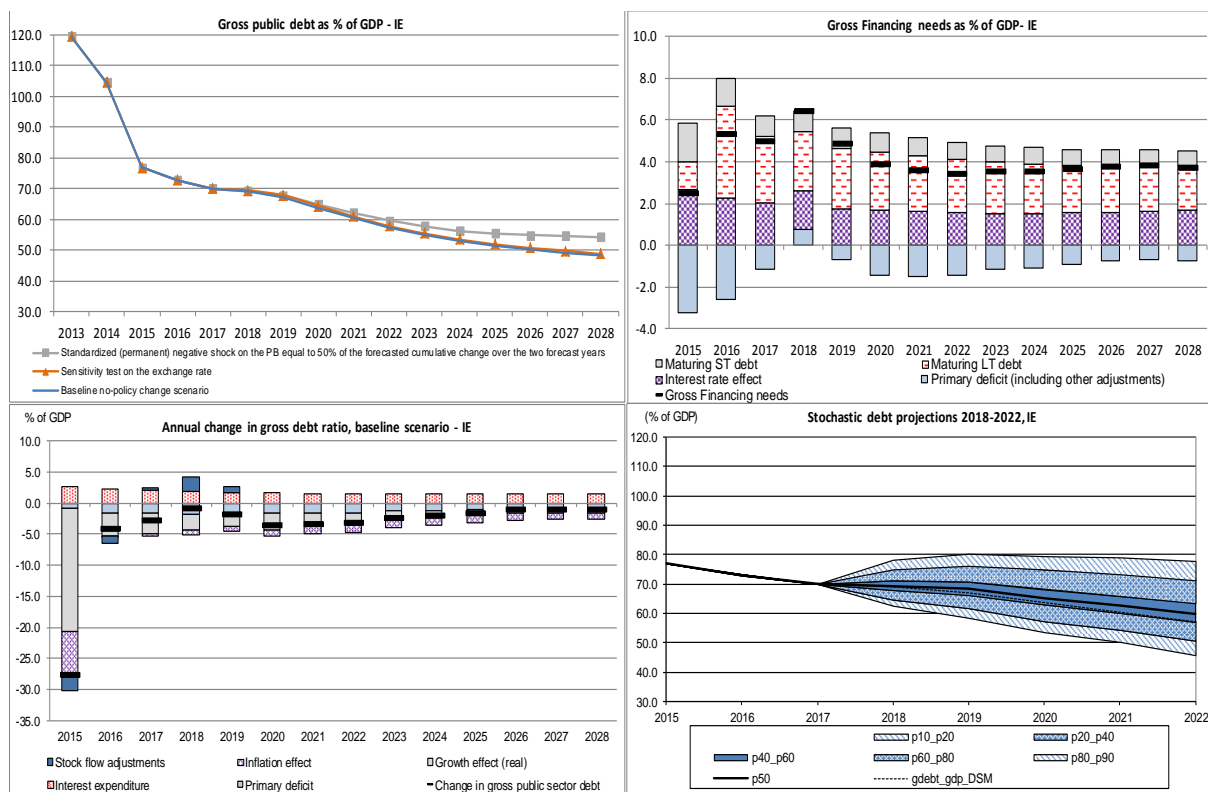 Gross public debt as % of GDP - IE
120.0
110.0
100.0
90.0
80.0
70.0
60.0
50.0
40.0
30.0
2013 2014 2015 2016 2017 2018 2019 2020 2021 2022 2023 2024 2025 2026 2027 2028
Standardized (permanent) negative shock on the PB equal to 50% of the forecasted cumulative change over the two forecast years
Sensitivity test on the exchange rate
Baseline no-policy change scenario
Gross Financing needs as % of GDP- IE
10.0
8.0
6.0
4.0
2.0
0.0
-2.0
-4.0
2015 2016 2017 2018 2019 2020 2021 2022 2023 2024 2025 2026 2027 2028
Maturing ST debt Maturing LT debt
Interest rate effect Primary deficit (including other adjustments)
Gross Financing needs
% of GDP
Annual change in gross debt ratio, baseline scenario - IE
10.0
5.0
0.0
-5.0
-10.0
-15.0
-20.0
-25.0
-30.0
-35.0
2015 2016 2017 2018 2019 2020 2021 2022 2023 2024 2025 2026 2027 2028
Stock flow adjustments Inflation effect Growth effect (real)
Interest expenditure Primary deficit Change in gross public sector debt
(% of GDP)
Stochastic debt projections 2018-2022, IE
120.0
110.0
100.0
90.0
80.0
70.0
60.0
50.0
40.0
30.0
2015 2016 2017 2018 2019 2020 2021 2022
p10_p20 p20_p40
p40_p60 p60_p80 p80_p90
p50 gdebt_gdp_DSM